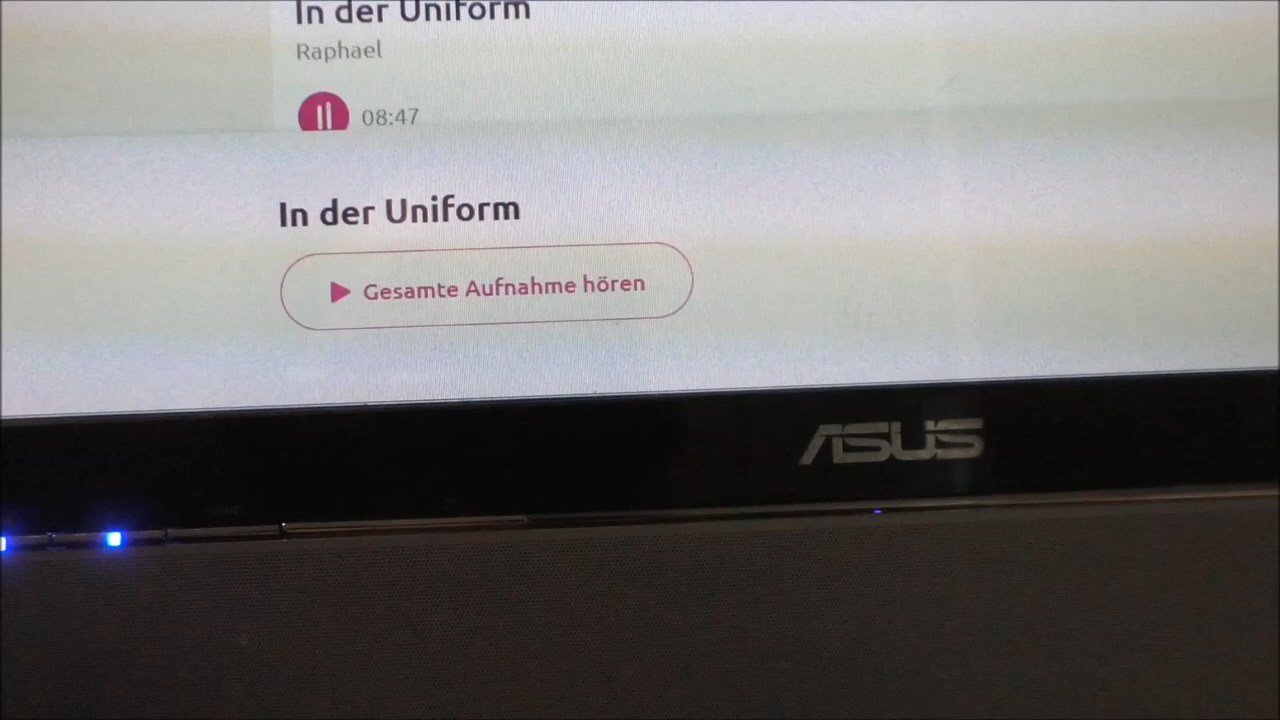 In der Uniform
Raphael
08:47
In der Uniform
Gesamte Aufnahme hören
ASUS